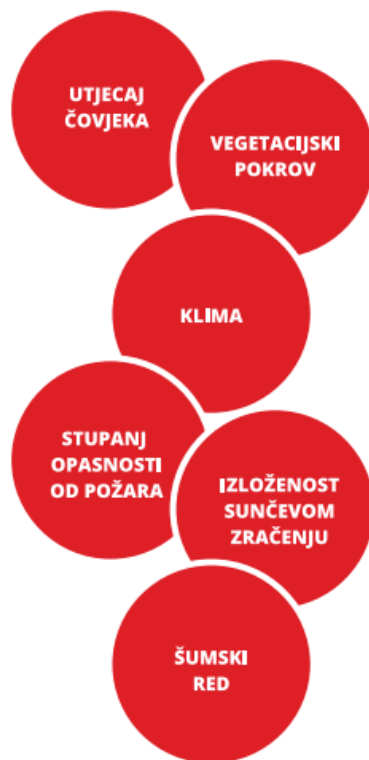 UTJECAJ
ČOVJEKA
VEGETACIJSKI
POKROV
KLIMA
STUPANJ
OPASNOSTI
OD POŽARA
IZLOŽENOST
SUNČEVOM
ZRAČENJU
ŠUMSKI
RED